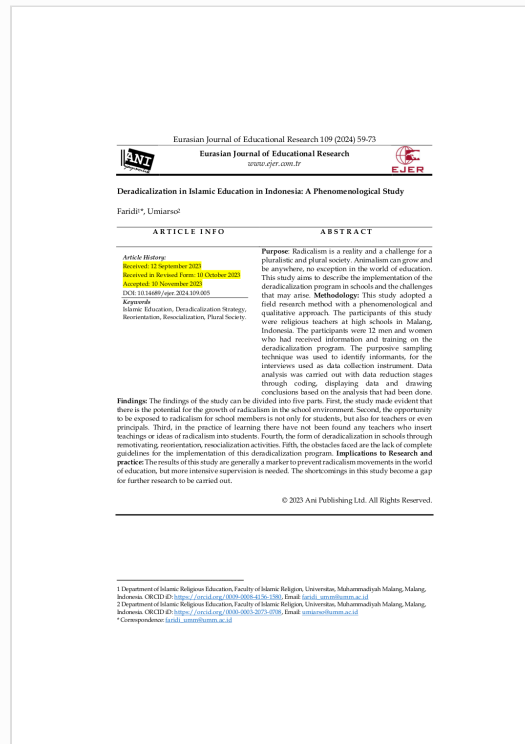 Eurasian Journal of Educational Research 109 (2024) 59-73
ANI
Eurasian Journal of Educational Research
www.ejer.com.tr
EJER
Deradicalization in Islamic Education in Indonesia: A Phenomenological Study
Faridi1*, Umiarso2
ARTICLE INFO
Article History:
Received: 12 September 2023
Received in Revised Form: 10 October 2023
Accepted: 10 November 2023
DOI: 10.14689/ejer.2024.109.005
Keywords
Islamic Education, Deradicalization Strategy,
Reorientation, Resocialization, Plural Society.
ABSTRACT
Purpose: Radicalism is a reality and a challenge for a
pluralistic and plural society. Animalism can grow and
be anywhere, no exception in the world of education.
This study aims to describe the implementation of the
deradicalization program in schools and the challenges
that may arise. Methodology: This study adopted a
field research method with a phenomenological and
qualitative approach. The participants of this study
were religious teachers at high schools in Malang,
Indonesia. The participants were 12 men and women
who had received information and training on the
deradicalization program. The purposive sampling
technique was used to identify informants, for the
interviews used as data collection instrument. Data
analysis was carried out with data reduction stages
through coding, displaying data and drawing
conclusions based on the analysis that had been done.
Findings: The findings of the study can be divided into five parts. First, the study made evident that
there is the potential for the growth of radicalism in the school environment. Second, the opportunity
to be exposed to radicalism for school members is not only for students, but also for teachers or even
principals. Third, in the practice of learning there have not been found any teachers who insert
teachings or ideas of radicalism into students. Fourth, the form of deradicalization in schools through
remotivating, reorientation, resocialization activities. Fifth, the obstacles faced are the lack of complete
guidelines for the implementation of this deradicalization program. Implications to Research and
practice: The results of this study are generally a marker to prevent radicalism movements in the world
of education, but more intensive supervision is needed. The shortcomings in this study become a gap
for further research to be carried out.
© 2023 Ani Publishing Ltd. All Rights Reserved.
1 Department of Islamic Religious Education, Faculty of Islamic Religion, Universitas, Muhammadiyah Malang, Malang,
Indonesia. ORCID iD: https://orcid.org/0009-0008-4156-1580, Email: faridi_umm@umm.ac.id
2 Department of Islamic Religious Education, Faculty of Islamic Religion, Universitas, Muhammadiyah Malang, Malang,
Indonesia. ORCID iD: https://orcid.org/0000-0003-2073-0708, Email: umiarso@umm.ac.id
* Correspondence: faridi_umm@umm.ac.id